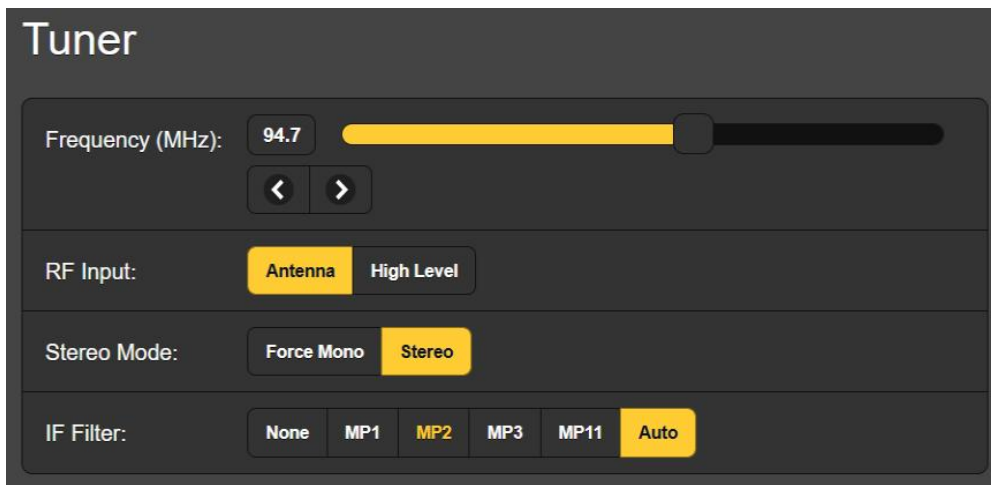 Tuner
Frequency (MHz): 94.7
RF Input: Antenna High Level
Stereo Mode: Force Mono Stereo
IF Filter: None MP1 MP2 MP3 MP11 Auto